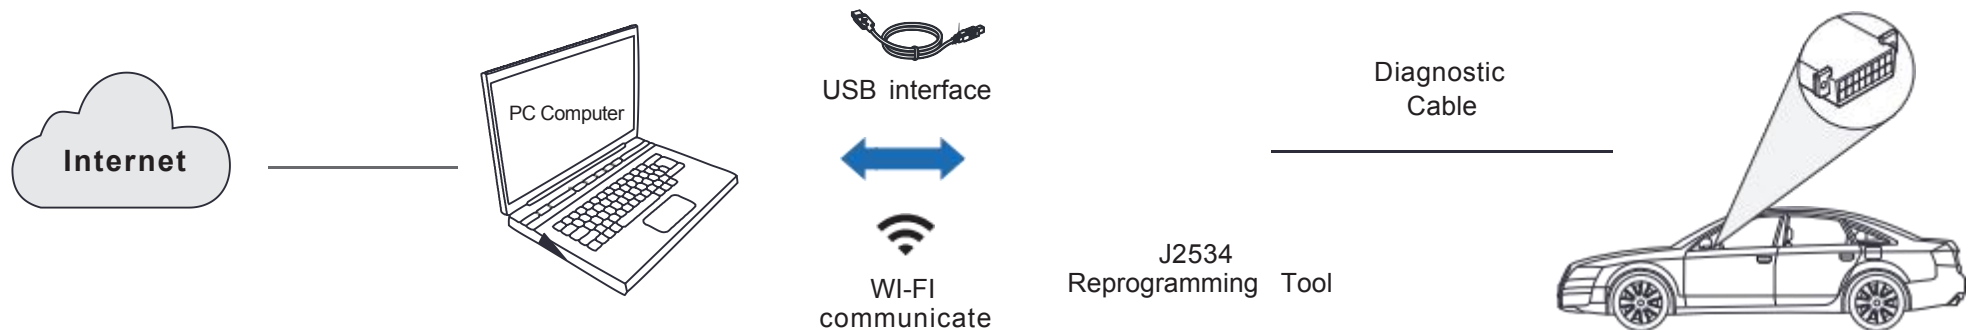 Internet
PC Computer
USB interface
WI-FI
communicate
J2534
Reprogramming Tool
Diagnostic
Cable